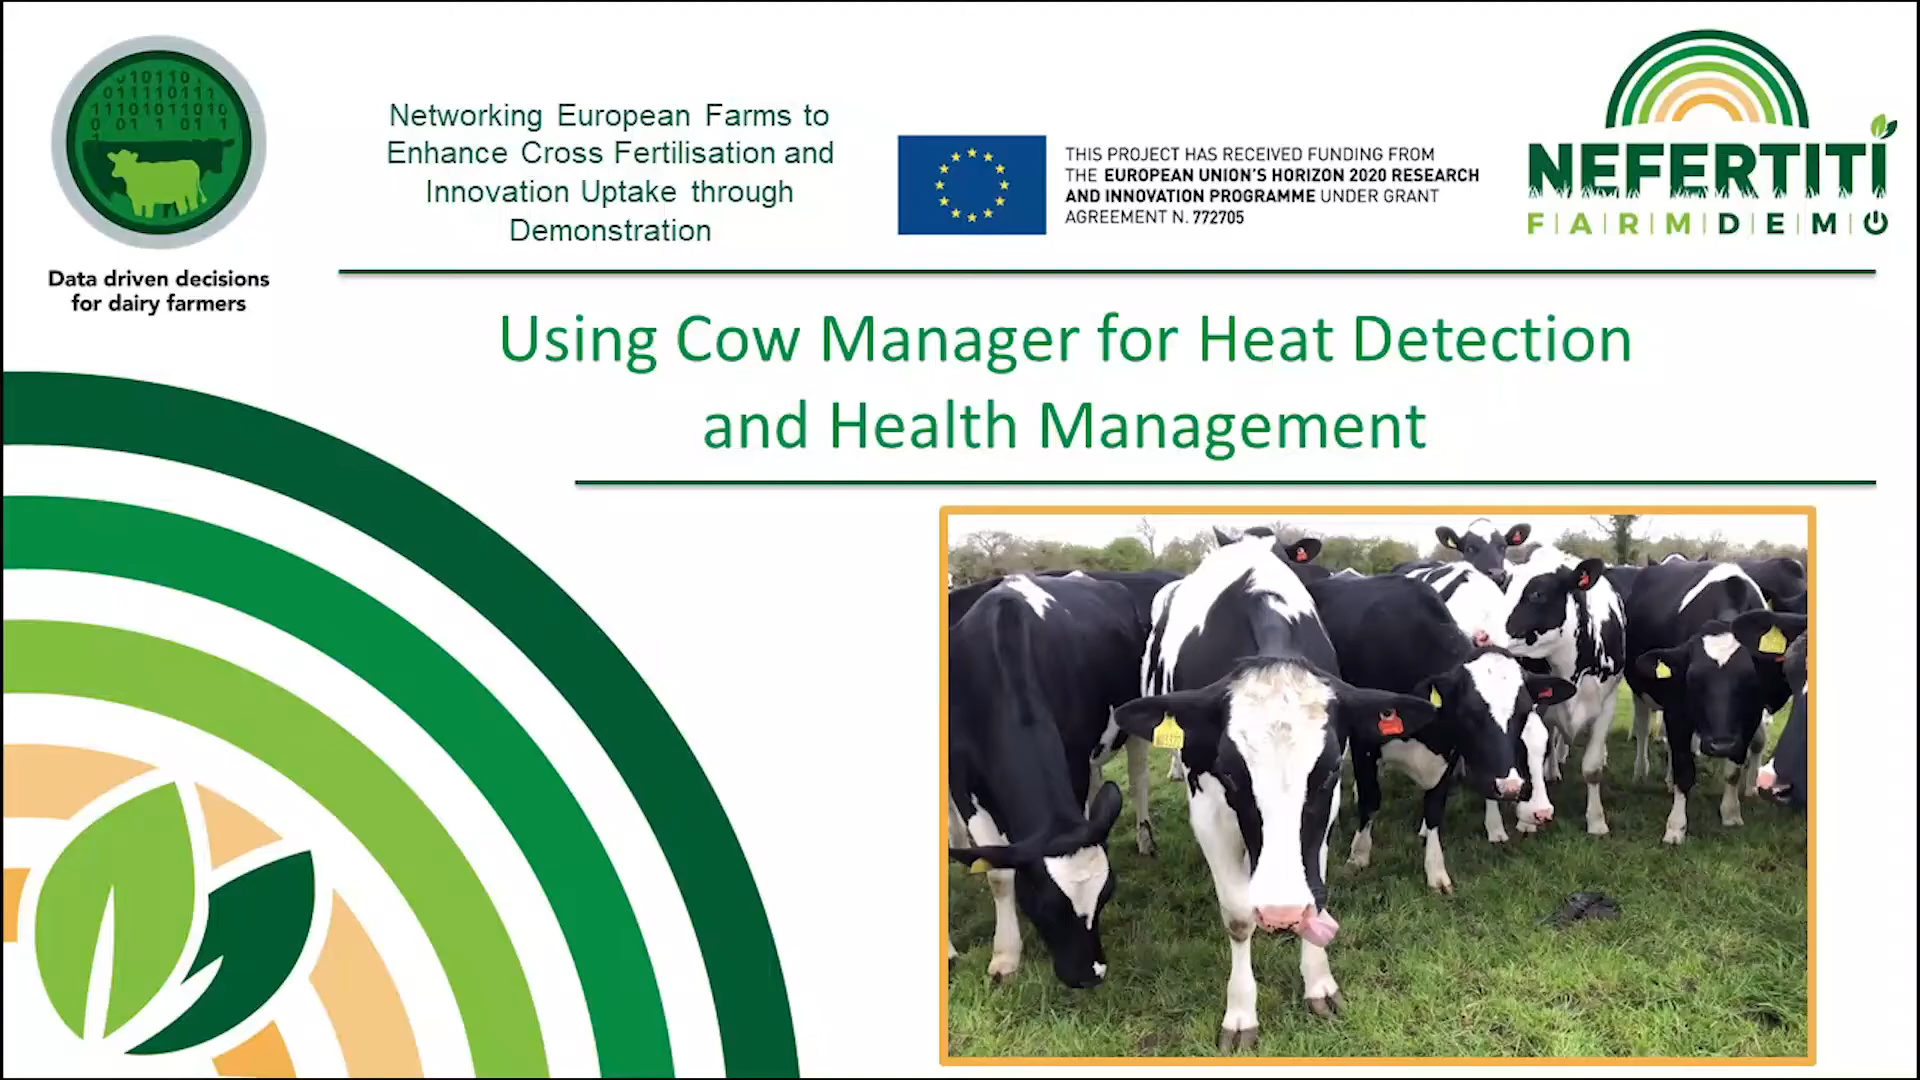 Networking European Farms to
Enhance Cross Fertilisation and
Innovation Uptake through
Demonstration
THIS PROJECT HAS RECEIVED FUNDING FROM
THE EUROPEAN UNION'S HORIZON 2020 RESEARCH
AND INNOVATION PROGRAMME UNDER GRANT
AGREEMENT N. 772705
NEFERTITI
F|A|R|M|D|E|M|O
Data driven decisions
for dairy farmers
Using Cow Manager for Heat Detection
and Health Management